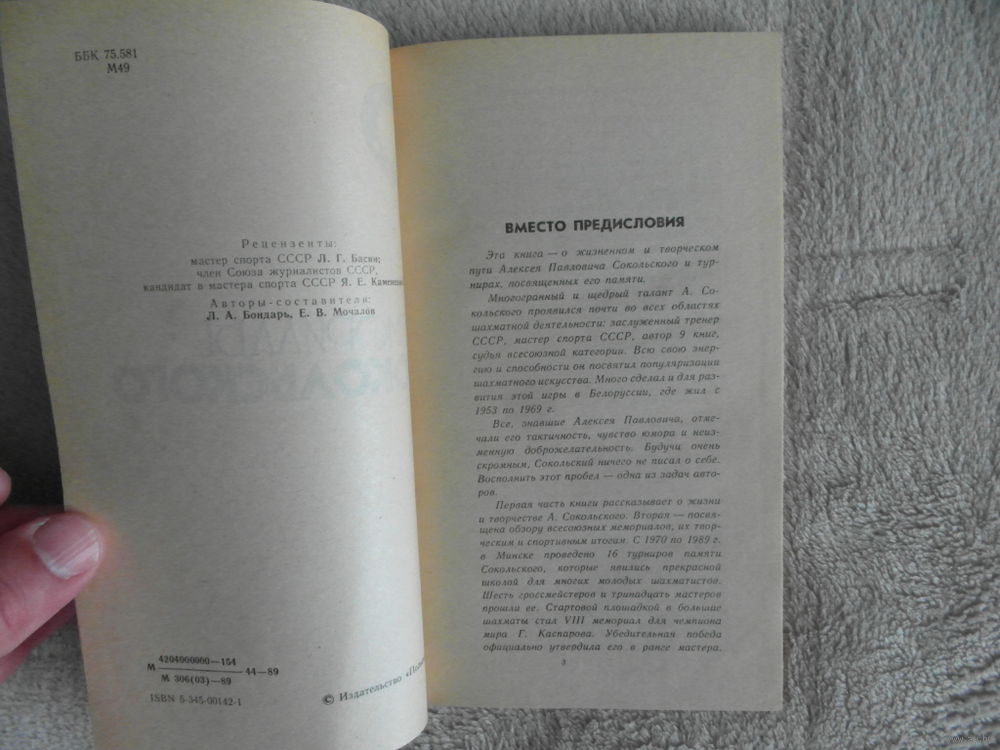 ББК 75.581
М49
Рецензенты:
мастер спорта СССР Л. Г. Басин;
член Союза журналистов СССР,
кандидат в мастера спорта СССР Я. Е.
Авторы-составители:
Л. А. Бондарь, Е. В. Мочалов
М 4204000000—154
М 306(03)—89 44—89
ISBN 5-345-00142-1
© Издательство
ВМЕСТО ПРЕДИСЛОВИЯ
Эта книга — о жизненном и творческом
пути Алексея Павловича Сокольского и тур-
нирах, посвященных его памяти.
Многогранный и щедрый талант А. Со-
кольского проявился почти во всех областях
шахматной деятельности: заслуженный тренер
СССР, мастер спорта СССР, автор 9 книг,
судья всесоюзной категории. Всю свою энер-
гию и способности он посвятил популяризации
шахматного искусства. Много сделал и для раз-
вития этой игры в Белоруссии, где жил с
1953 по 1969 г.
Все, знавшие Алексея Павловича, отме-
чали его тактичность, чувство юмора и неиз-
менную доброжелательность. Будучи очень
скромным, Сокольский ничего не писал о себе.
Восполнить этот пробел — одна из задач авто-
ров.
Первая часть книги рассказывает о жизни
и творчестве А. Сокольского. Вторая — посвя-
щена обзору всесоюзных мемориалов, их твор-
ческим и спортивным итогам. С 1970 по 1989 г.
в Минске проведено 16 турниров памяти
Сокольского, которые явились прекрасной
школой для многих молодых шахматистов.
Шесть гроссмейстеров и тринадцать мастеров
прошли ее. Стартовой площадкой в большие
шахматы стал VIII мемориал для чемпиона
мира Г. Каспарова. Убедительная победа
официально утвердила его в ранге мастера.
3